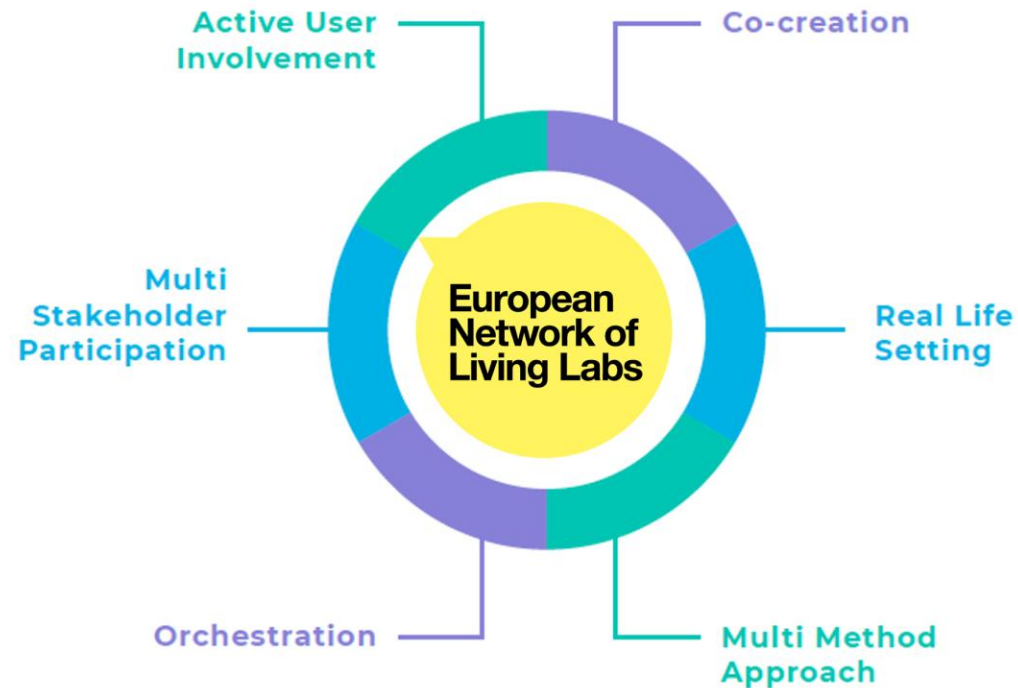 Active User
Involvement
Co-creation
Multi
Stakeholder
Participation
European
Network of
Living Labs
Real Life
Setting
Orchestration
Multi Method
Approach